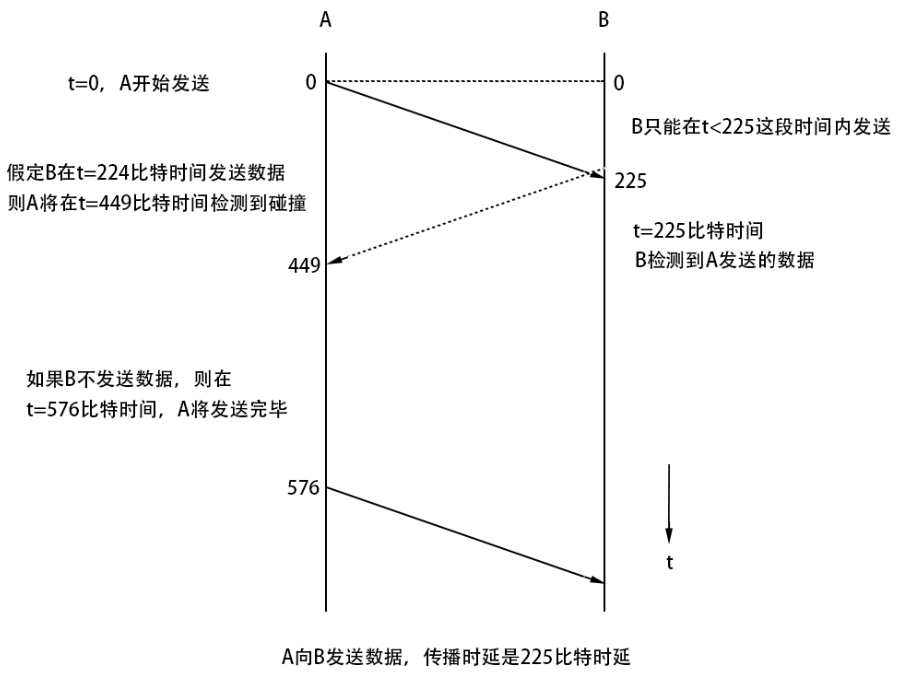 A
B
t=0，A开始发送
0
0
B只能在t<225这段时间内发送
假定B在t=224比特时间发送数据
则A将在t=449比特时间检测到碰撞
225
t=225比特时间
B检测到A发送的数据
449
如果B不发送数据，则在
t=576比特时间，A将发送完毕
576
t
A向B发送数据，传播时延是225比特时延